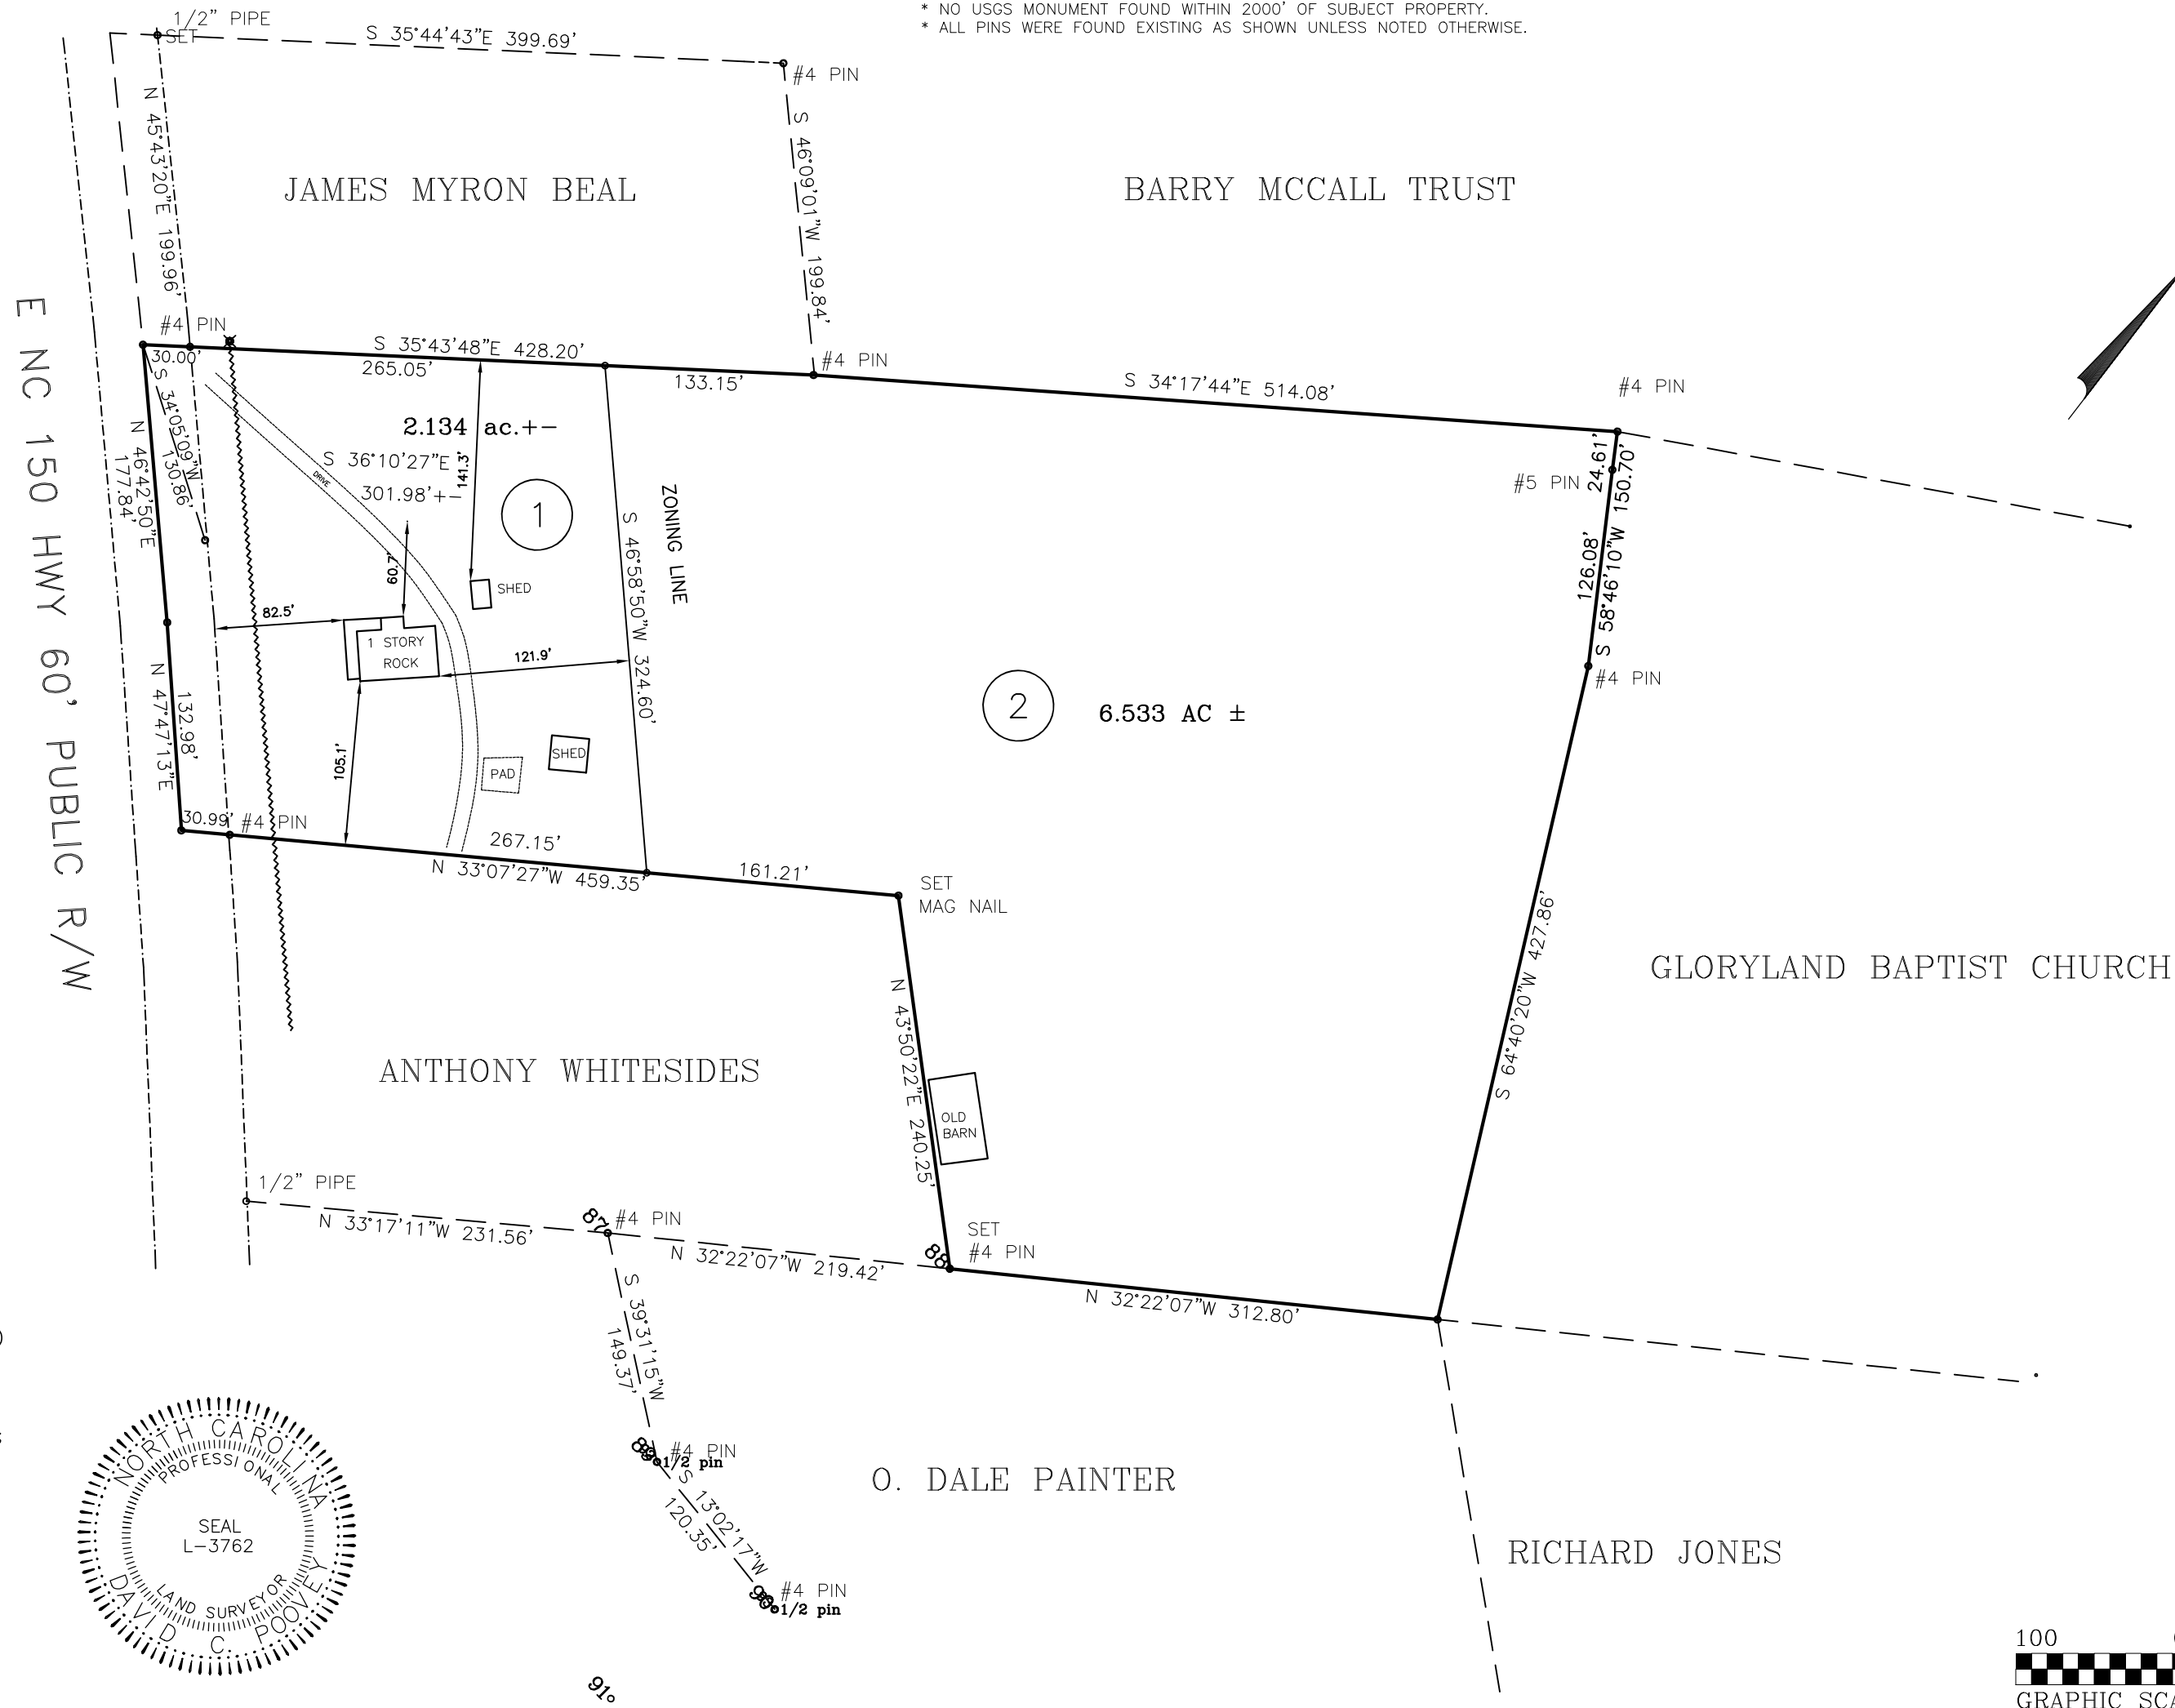 * NO USGS MONUMENT FOUND WITHIN 2000' OF SUBJECT PROPERTY.
* ALL PINS WERE FOUND EXISTING AS SHOWN UNLESS NOTED OTHERWISE.
1/2" PIPE
SET
S 35°44'43"E 399.69'
#4 PIN
N 45°43'20"E 199.96'
S 46°09'01"W 199.84'
JAMES MYRON BEAL
BARRY MCCALL TRUST
E NC 150 HWY 60' PUBLIC R/W
#4 PIN
30.00'
S 35°43'48"E 428.20'
265.05'
133.15'
#4 PIN
S 34°17'44"E 514.08'
#4 PIN
S 34°05'09"W
130.86'
N 46°42'50"E
177.84'
2.134 ac.+-
S 36°10'27"E
301.98'+-
141.3'
DRIVE
1
ZONING LINE
S 46°58'50"W 324.60'
24.61'
#5 PIN
126.08'
S 58°46'10"W 150.70'
#4 PIN
60.7'
SHED
82.5'
1 STORY
ROCK
121.9'
2
6.533 AC ±
N 47°47'13"E
132.98'
105.1'
SHED
PAD
30.99'
#4 PIN
267.15'
N 33°07'27"W 459.35'
161.21'
SET
MAG NAIL
N 43°50'22"E 240.25'
S 64°40'20"W 427.86'
GLORYLAND BAPTIST CHURCH
ANTHONY WHITESIDES
OLD
BARN
1/2" PIPE
N 33°17'11"W 231.56'
87
#4 PIN
N 32°22'07"W 219.42'
88
SET
#4 PIN
N 32°22'07"W 312.80'
S 39°31'15"W
149.37'
#4 PIN
1/2 pin
S 13°02'17"W
120.35'
#4 PIN
1/2 pin
91
O. DALE PAINTER
RICHARD JONES
NORTH CAROLINA
PROFESSIONAL
SEAL
L-3762
LAND SURVEYOR
DAVID C. POOVEY
100
GRAPHIC SCA